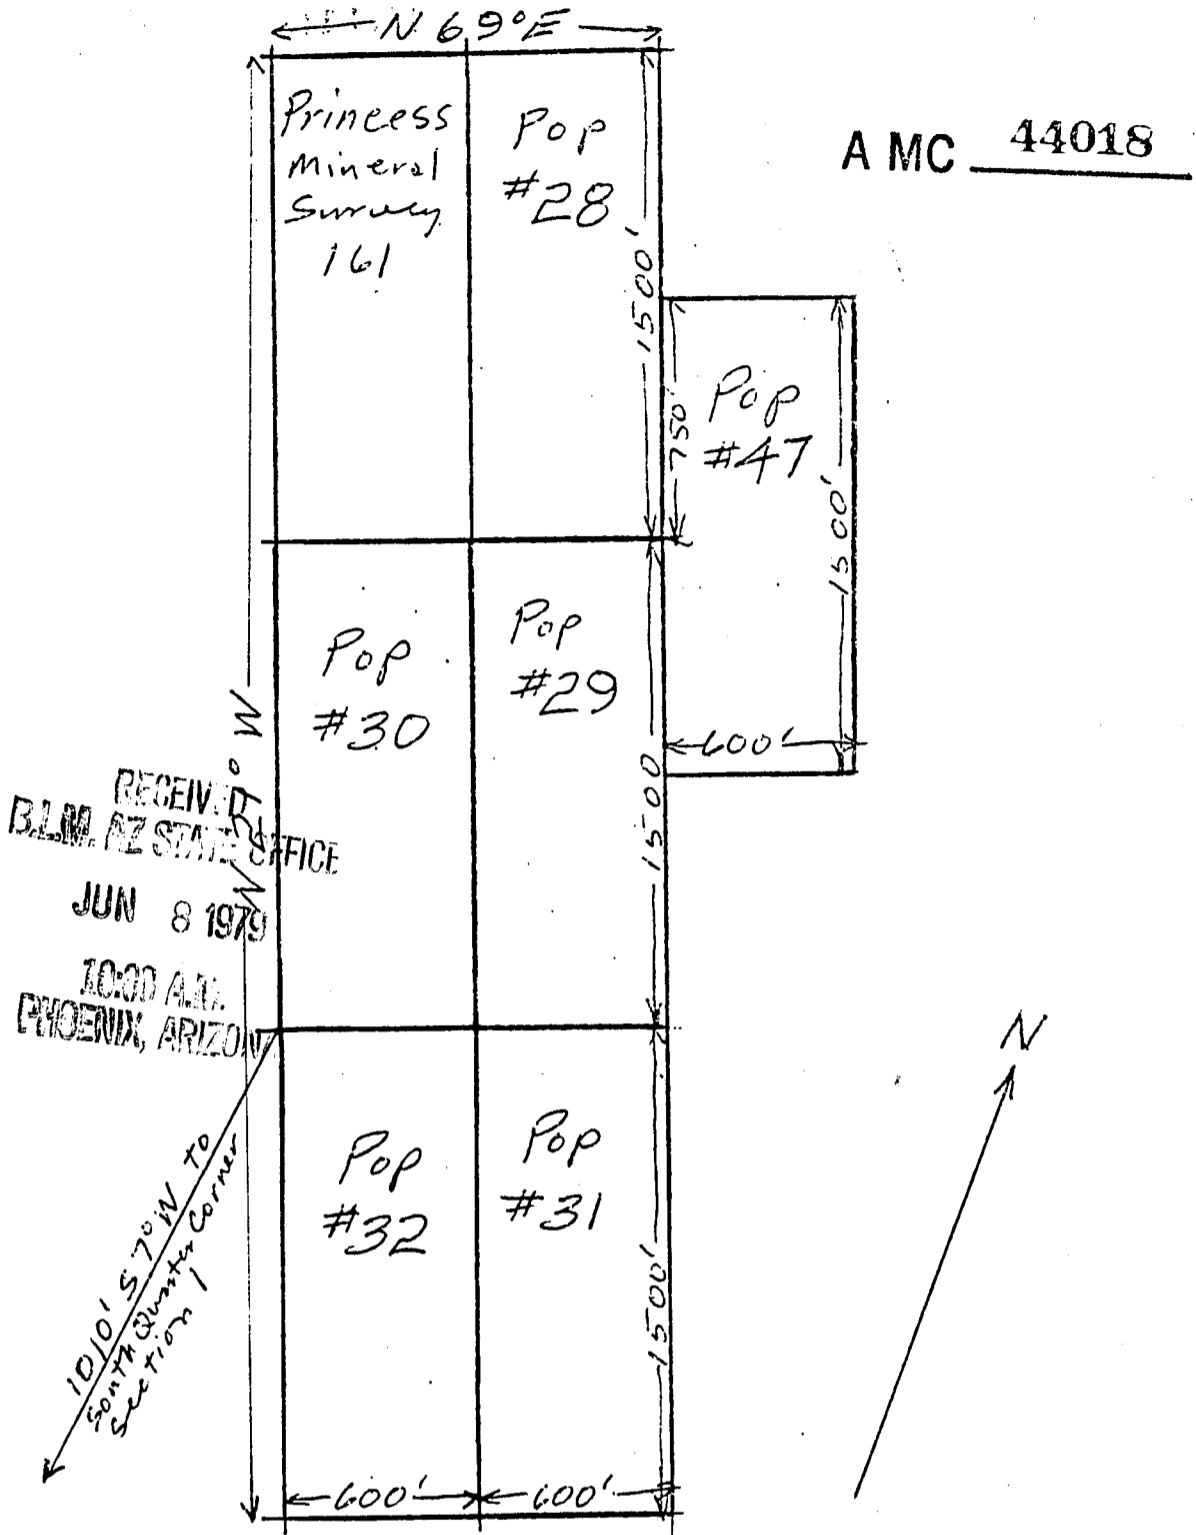 N 69°E
A MC 44018
Princess
Mineral
Survey
161
Pop
#28
1500'
750'
Pop
#47
1500'
600'
Pop
#30
Pop
#29
1500
RECEIVED
B.L.M. AZ STATE OFFICE
JUN 8 1979
10:00 A.M.
PHOENIX, ARIZONA
N
Pop
#32
Pop
#31
1500'
1010' S 7° W TO
South Quarter Corner
Section 1
600'
600'